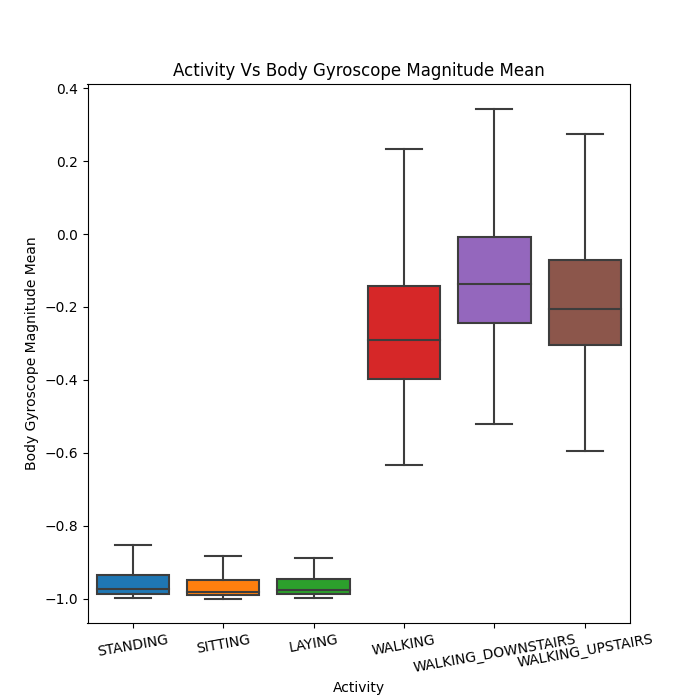 Activity Vs Body Gyroscope Magnitude Mean
Body Gyroscope Magnitude Mean
0.4
0.2
0.0
−0.2
−0.4
−0.6
−0.8
−1.0
STANDING
SITTING
LAYING
WALKING
WALKING_DOWNSTAIRS
WALKING_UPSTAIRS
Activity